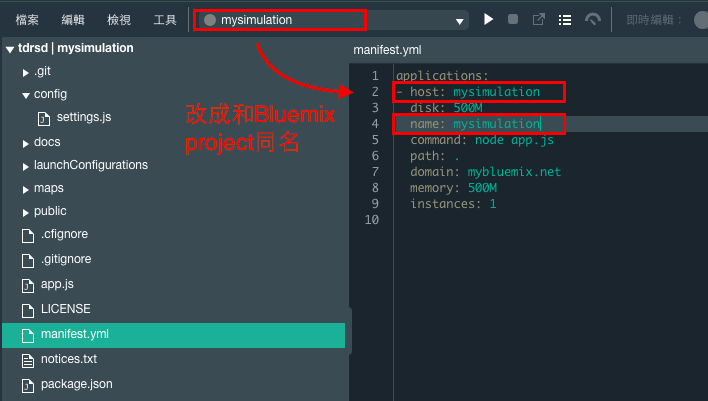 檔案 編輯 檢視 工具 mysimulation 即時編輯：
tdrsd | mysimulation
.git
config
settings.js
docs
launchConfigurations
maps
public
.cfignore
.gitignore
app.js
LICENSE
manifest.yml
notices.txt
package.json
改成和Bluemix
project同名
manifest.yml
1 applications:
2 - host: mysimulation
3 disk: 500M
4 name: mysimulation
5 command: node app.js
6 path: .
7 domain: mybluemix.net
8 memory: 500M
9 instances: 1
10